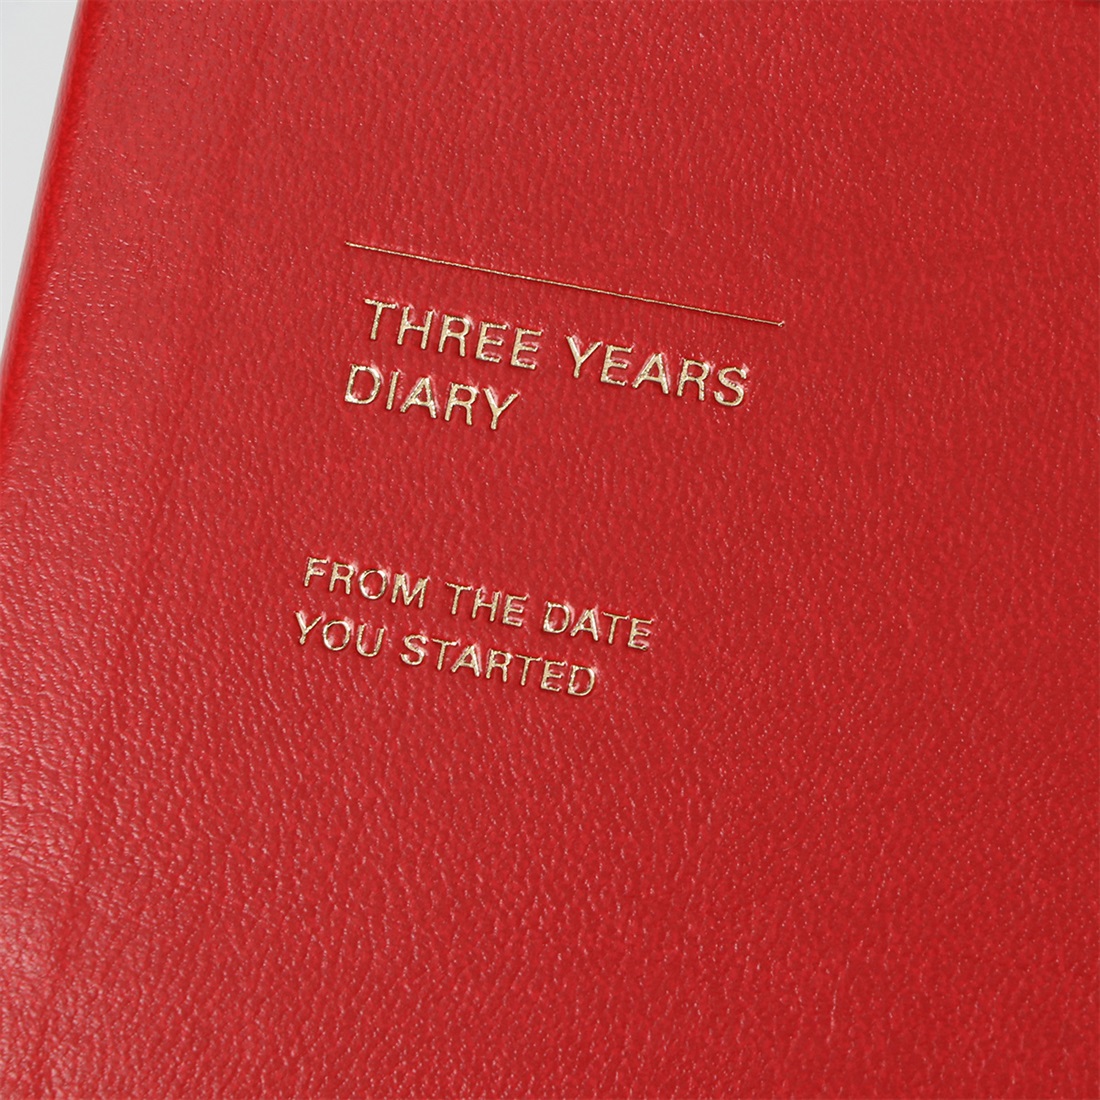 THREE YEARS
DIARY
FROM THE DATE
YOU STARTED